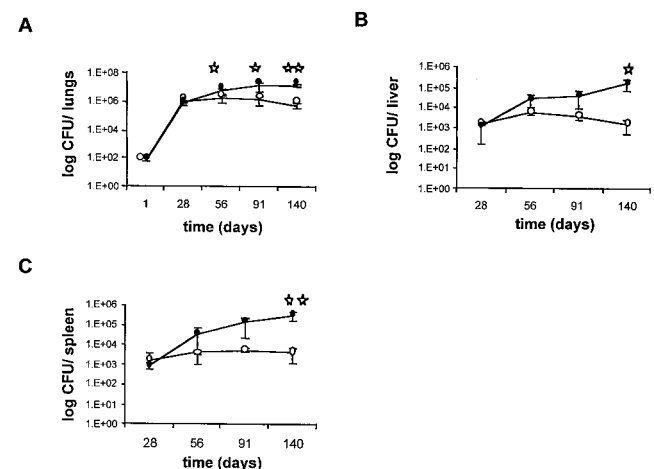 A
log CFU/ lungs
1.E+08
1.E+06
1.E+04
1.E+02
1.E+00
1 28 56 91 140
time (days)
B
log CFU/ liver
1.E+06
1.E+05
1.E+04
1.E+03
1.E+02
1.E+01
1.E+00
28 56 91 140
time (days)
C
log CFU/ spleen
1.E+06
1.E+05
1.E+04
1.E+03
1.E+02
1.E+01
1.E+00
28 56 91 140
time (days)